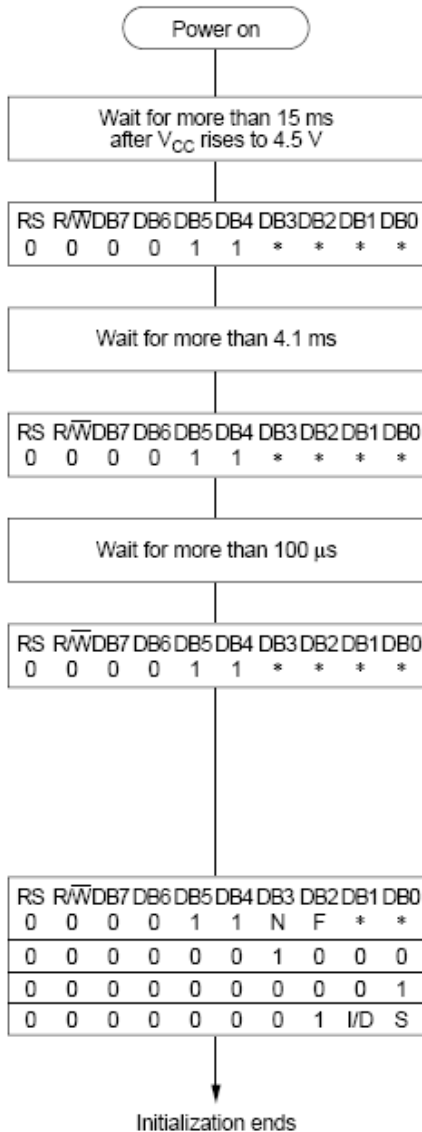 Power on
Wait for more than 15 ms
after VCC rises to 4.5 V
RS R/W̅ DB7 DB6 DB5 DB4 DB3 DB2 DB1 DB0
0 0 0 0 1 1 * * * *
Wait for more than 4.1 ms
RS R/W̅ DB7 DB6 DB5 DB4 DB3 DB2 DB1 DB0
0 0 0 0 1 1 * * * *
Wait for more than 100 μs
RS R/W̅ DB7 DB6 DB5 DB4 DB3 DB2 DB1 DB0
0 0 0 0 1 1 * * * *
RS R/W̅ DB7 DB6 DB5 DB4 DB3 DB2 DB1 DB0
0 0 0 0 1 1 N F * *
0 0 0 0 0 0 1 0 0 0
0 0 0 0 0 0 0 0 0 1
0 0 0 0 0 0 0 1 I/D S
Initialization ends